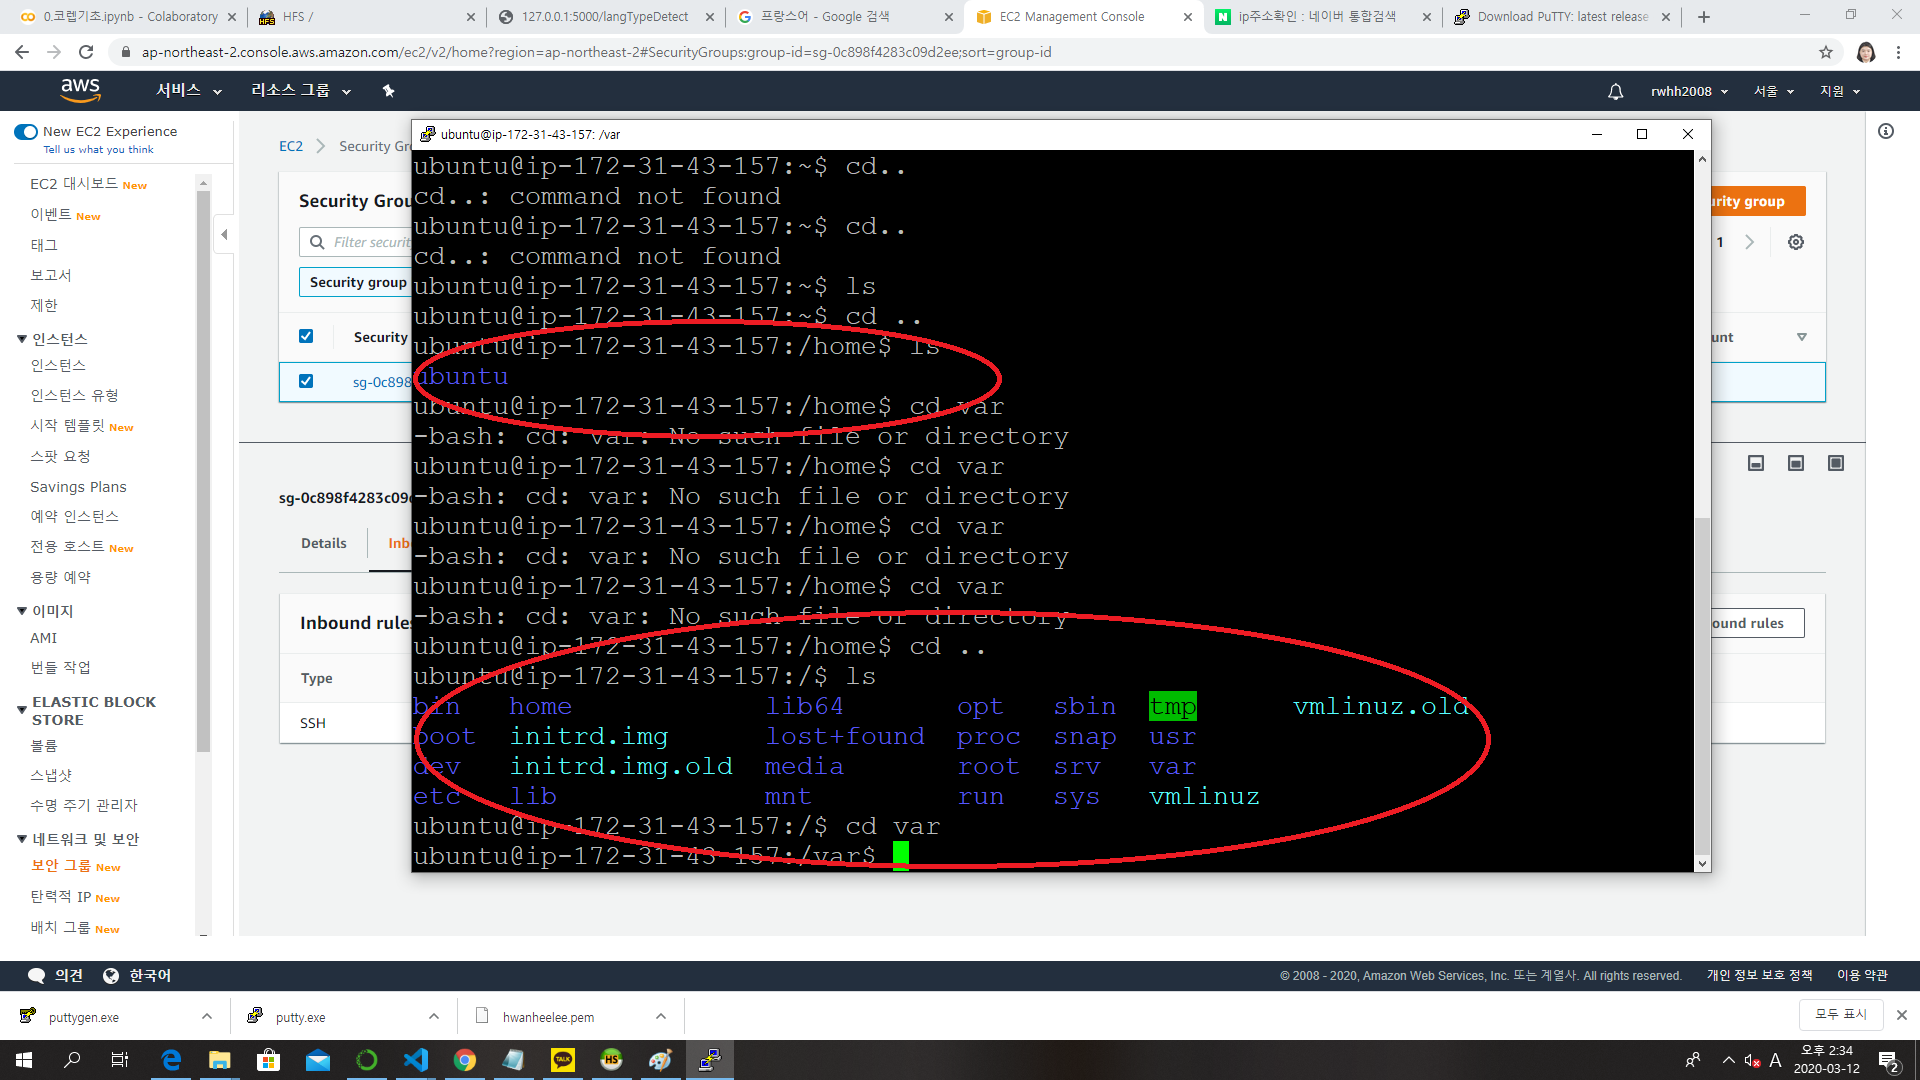 0.코랩기초.ipynb - Colaboratory
HFS /
127.0.0.1:5000/langTypeDetect
프랑스어 - Google 검색
EC2 Management Console
ip주소확인 : 네이버 통합검색
Download PuTTY: latest release
ap-northeast-2.console.aws.amazon.com/ec2/v2/home?region=ap-northeast-2#SecurityGroups:group-id=sg-0c898f4283c09d2ee;sort=group-id
aws
서비스
리소스 그룹
rwhh2008
서울
지원
New EC2 Experience
Tell us what you think
EC2 대시보드 New
이벤트 New
태그
보고서
제한
인스턴스
인스턴스
인스턴스 유형
시작 템플릿 New
스팟 요청
Savings Plans
예약 인스턴스
전용 호스트 New
용량 예약
이미지
AMI
번들 작업
ELASTIC BLOCK
STORE
볼륨
스냅샷
수명 주기 관리자
네트워크 및 보안
보안 그룹 New
탄력적 IP New
배치 그룹 New
EC2
Security Gr
Security Grou
Filter securit
Security group
Security
sg-0c898
sg-0c898f4283c09
Details
Inb
Inbound rules
Type
SSH
urity group
1
unt
ound rules
ubuntu@ip-172-31-43-157: /var
ubuntu@ip-172-31-43-157:~$ cd..
cd..: command not found
ubuntu@ip-172-31-43-157:~$ cd..
cd..: command not found
ubuntu@ip-172-31-43-157:~$ ls
ubuntu@ip-172-31-43-157:~$ cd ..
ubuntu@ip-172-31-43-157:/home$ ls
ubuntu
ubuntu@ip-172-31-43-157:/home$ cd var
-bash: cd: var: No such file or directory
ubuntu@ip-172-31-43-157:/home$ cd var
-bash: cd: var: No such file or directory
ubuntu@ip-172-31-43-157:/home$ cd var
-bash: cd: var: No such file or directory
ubuntu@ip-172-31-43-157:/home$ cd var
-bash: cd: var: No such file or directory
ubuntu@ip-172-31-43-157:/home$ cd ..
ubuntu@ip-172-31-43-157:/$ ls
bin home lib64 opt sbin tmp vmlinuz.old
boot initrd.img lost+found proc snap usr
dev initrd.img.old media root srv var
etc lib mnt run sys vmlinuz
ubuntu@ip-172-31-43-157:/$ cd var
ubuntu@ip-172-31-43-157:/var$
의견
한국어
© 2008 - 2020, Amazon Web Services, Inc. 또는 계열사. All rights reserved.
개인 정보 보호 정책
이용 약관
puttygen.exe
putty.exe
hwanheelee.pem
모두 표시
HS
TALK
A
오후 2:34
2020-03-12
2